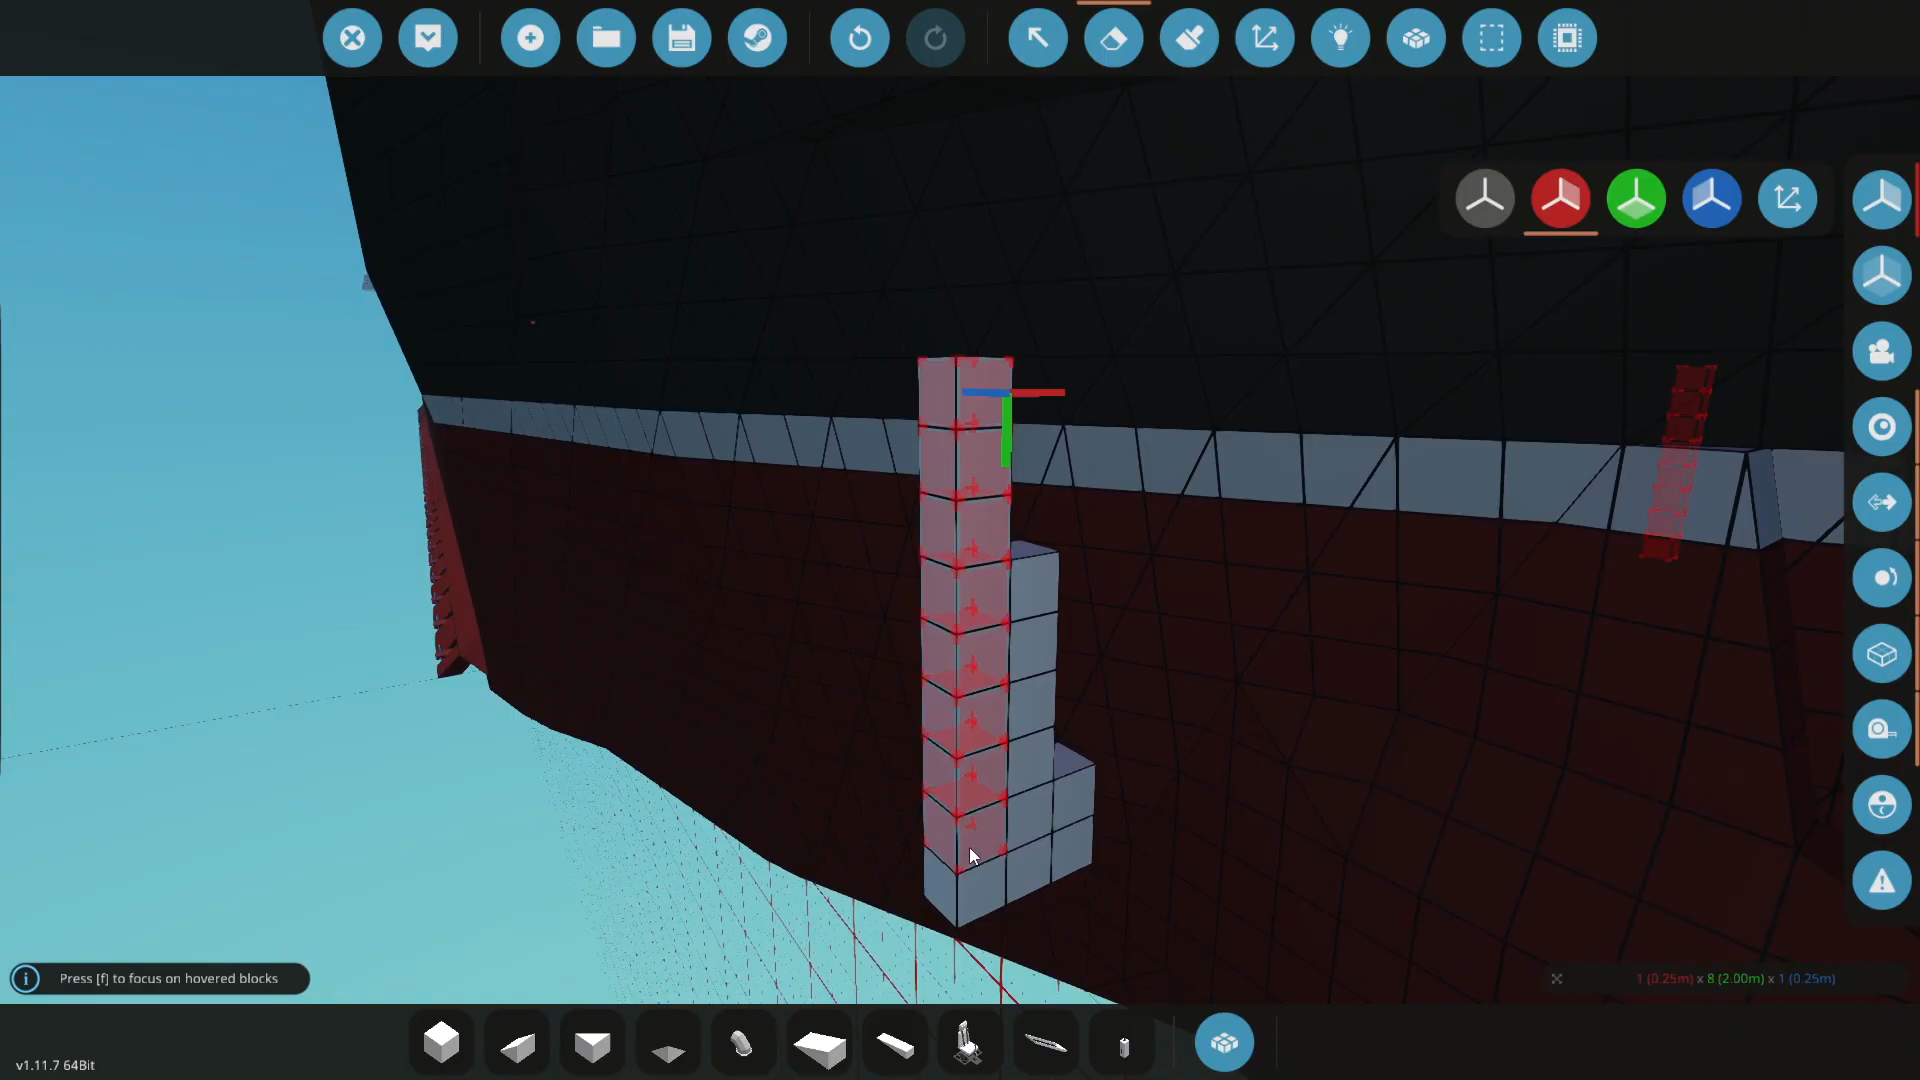 Press [f] to focus on hovered blocks
1 (0.25m) x 8 (2.00m) x 1 (0.25m)
v1.11.7 64Bit